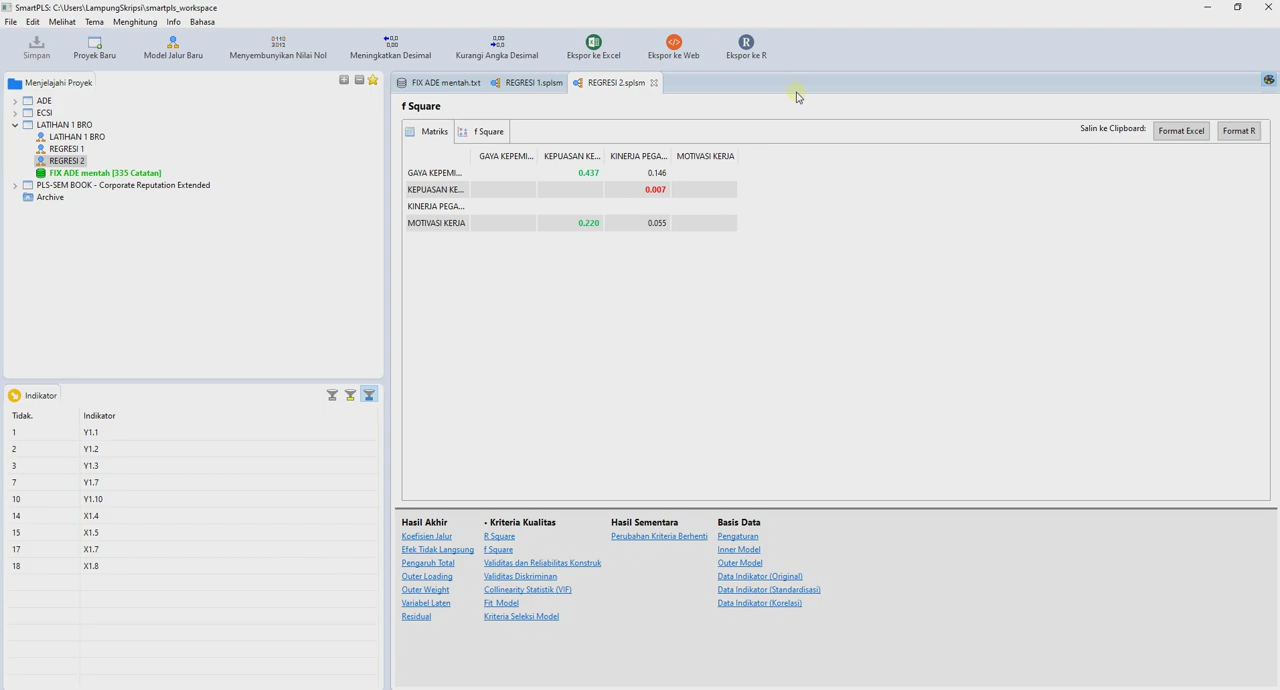 SmartPLS: C:\Users\LampungSkripsi\smartpls_workspace
File Edit Melihat Tema Menghitung Info Bahasa
Simpan Proyek Baru Model Jalur Baru Menyembunyikan Nilai Nol Meningkatkan Desimal Kurangi Angka Desimal Ekspor ke Excel Ekspor ke Web Ekspor ke R
Menjelajahi Proyek
ADE
ECSI
LATIHAN 1 BRO
LATIHAN 1 BRO
REGRESI 1
REGRESI 2
FIX ADE mentah [335 Catatan]
PLS-SEM BOOK - Corporate Reputation Extended
Archive
Indikator
Tidak. Indikator
1 Y1.1
2 Y1.2
3 Y1.3
7 Y1.7
10 Y1.10
14 X1.4
15 X1.5
17 X1.7
18 X1.8
FIX ADE mentah.txt REGRESI 1.splsm REGRESI 2.splsm
f Square
Matriks f Square Salin ke Clipboard: Format Excel Format R
GAYA KEPEMI... KEPUASAN KE... KINERJA PEGA... MOTIVASI KERJA
GAYA KEPEMI... 0.437 0.146
KEPUASAN KE... 0.007
KINERJA PEGA...
MOTIVASI KERJA 0.220 0.055
Hasil Akhir Kriteria Kualitas Hasil Sementara Basis Data
Koefisien Jalur R Square Perubahan Kriteria Berhenti Pengaturan
Efek Tidak Langsung f Square Inner Model
Pengaruh Total Validitas dan Reliabilitas Konstruk Outer Model
Outer Loading Validitas Diskriminan Data Indikator (Original)
Outer Weight Collinearity Statistik (VIF) Data Indikator (Standardisasi)
Variabel Laten Fit Model Data Indikator (Korelasi)
Residual Kriteria Seleksi Model